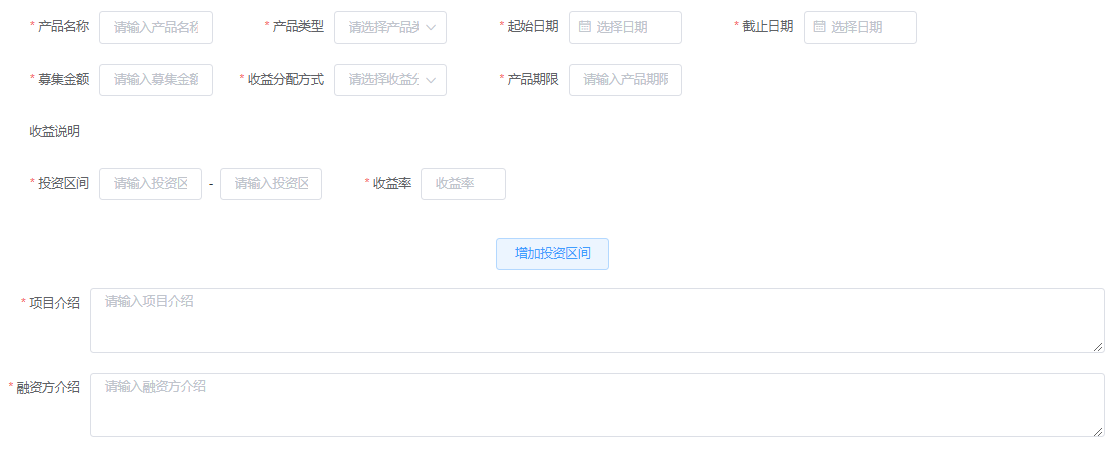 * 产品名称 请输入产品名称 * 产品类型 请选择产品类 * 起始日期 选择日期 * 截止日期 选择日期
* 募集金额 请输入募集金额 * 收益分配方式 请选择收益分 * 产品期限 请输入产品期限
收益说明
* 投资区间 请输入投资区 - 请输入投资区 * 收益率 收益率
增加投资区间
* 项目介绍 请输入项目介绍
* 融资方介绍 请输入融资方介绍